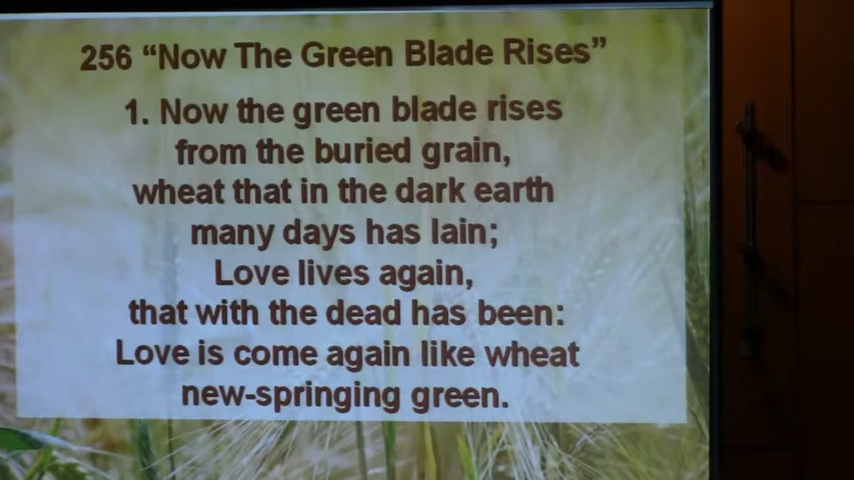 256 “Now The Green Blade Rises”
1. Now the green blade rises
from the buried grain,
wheat that in the dark earth
many days has lain;
Love lives again,
that with the dead has been:
Love is come again like wheat
new-springing green.